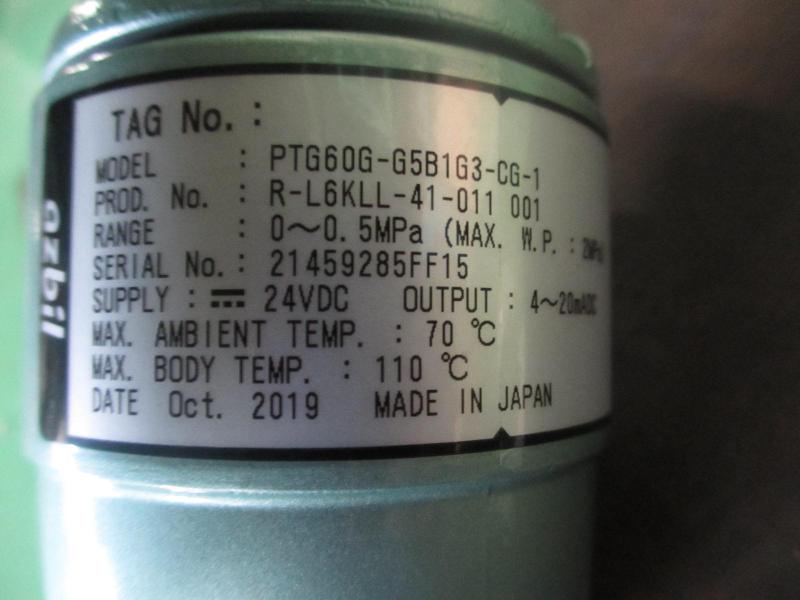 TAG No. :
MODEL : PTG60G-G5B1G3-CG-1
PROD. No. : R-L6KLL-41-011 001
RANGE : 0～0.5MPa (MAX. W.P. : 2MPa)
SERIAL No. : 21459285FF15
SUPPLY : ⎓ 24VDC OUTPUT : 4～20mADC
MAX. AMBIENT TEMP. : 70 ℃
MAX. BODY TEMP. : 110 ℃
DATE Oct. 2019 MADE IN JAPAN
azbil